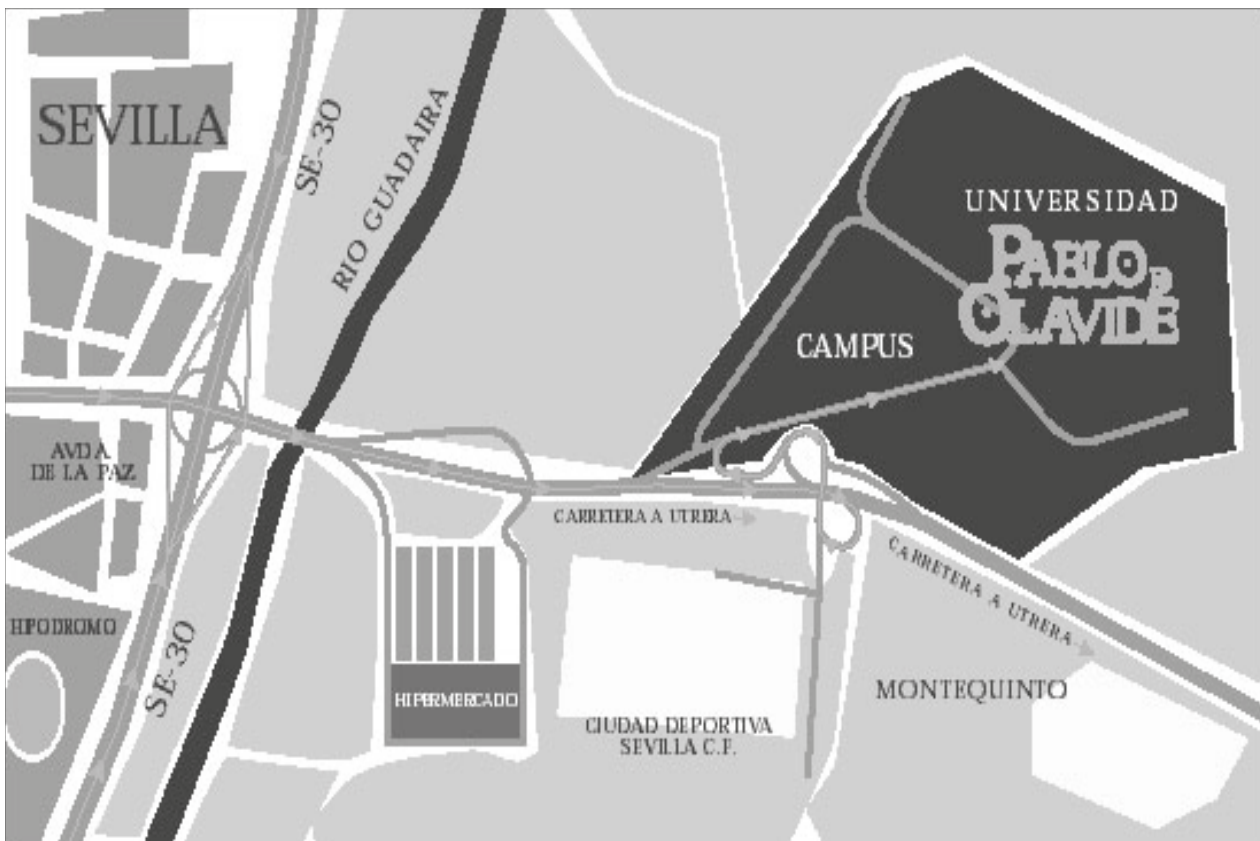 SEVILLA
SE-30
RIO GUADAIRA
UNIVERSIDAD
PABLO DE
OLAVIDE
CAMPUS
AVDA.
DE LA PAZ
CARRETERA A UTRERA
CARRETERA A UTRERA
HIPODROMO
SE-30
HIPERMERCADO
CIUDAD DEPORTIVA
SEVILLA C.F.
MONTEQUINTO